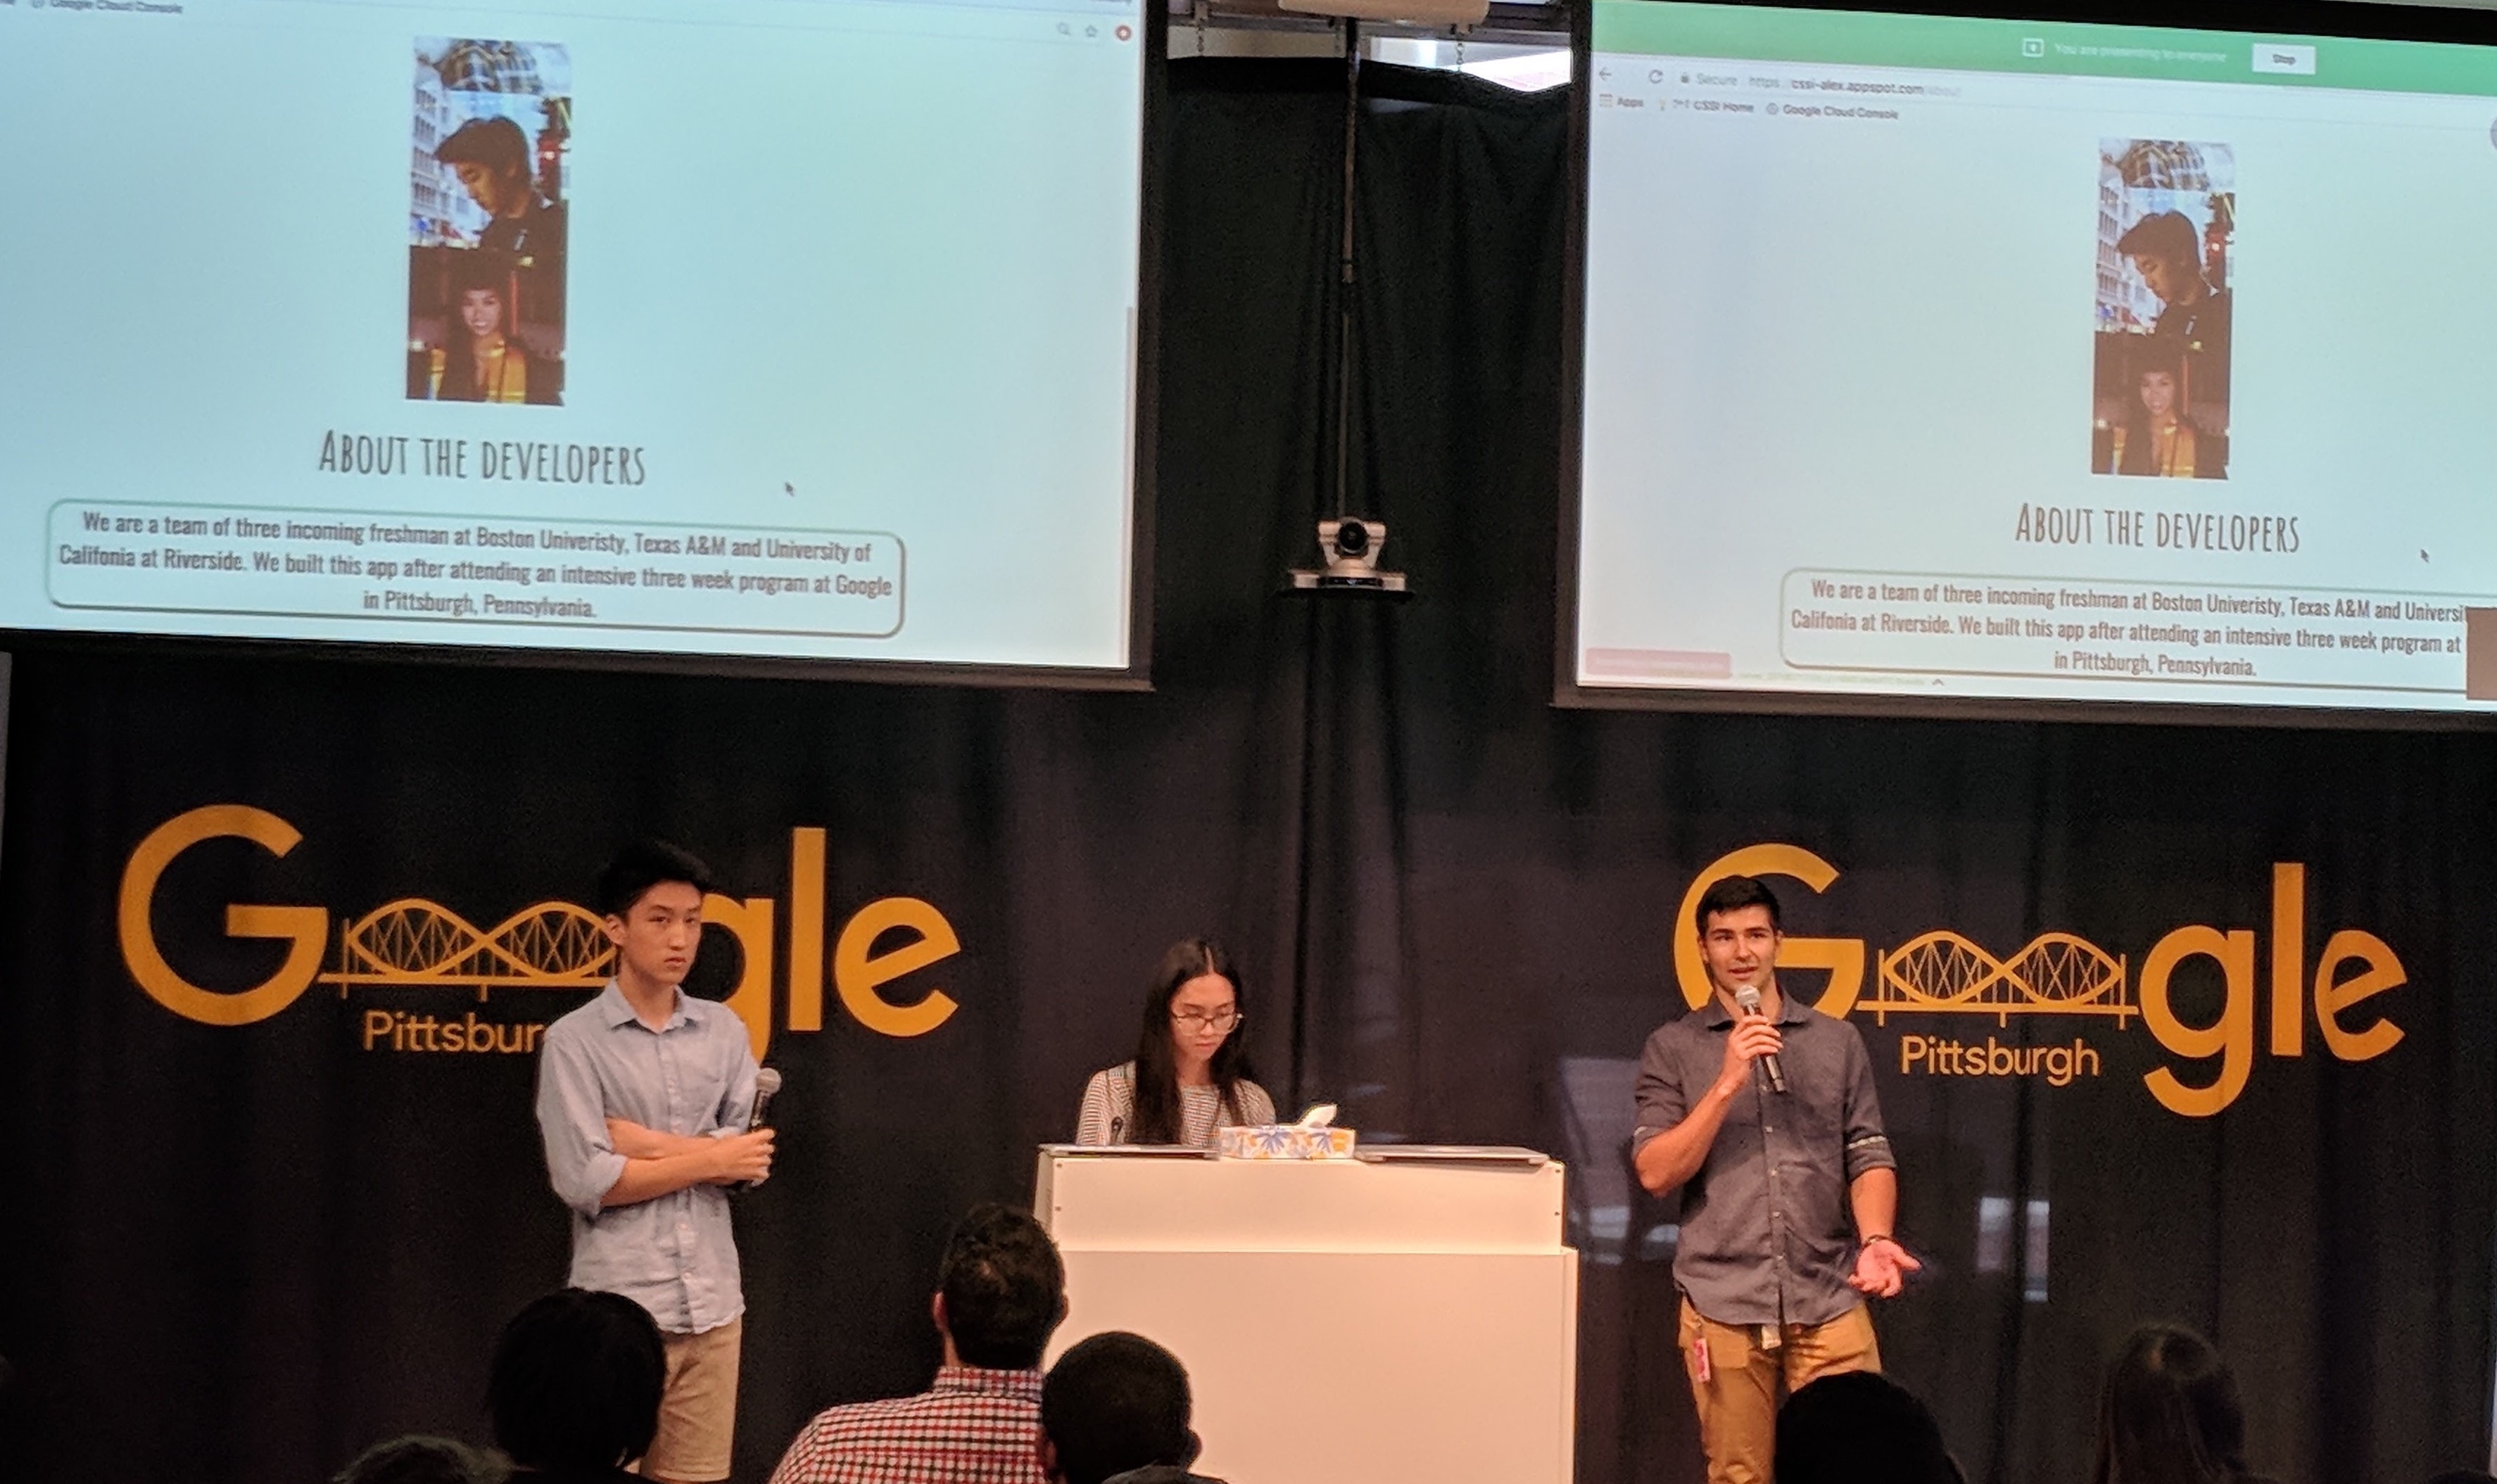 Google Cloud Console
ABOUT THE DEVELOPERS
We are a team of three incoming freshman at Boston Univeristy, Texas A&M and University of
Califonia at Riverside. We built this app after attending an intensive three week program at Google
in Pittsburgh, Pennsylvania.
You are presenting to everyone
Stop
Secure https://cssi-alex.appspot.com/about
Apps CSSI Home Google Cloud Console
ABOUT THE DEVELOPERS
We are a team of three incoming freshman at Boston Univeristy, Texas A&M and Universi
Califonia at Riverside. We built this app after attending an intensive three week program at
in Pittsburgh, Pennsylvania.
Google
Pittsbur
Google
Pittsburgh